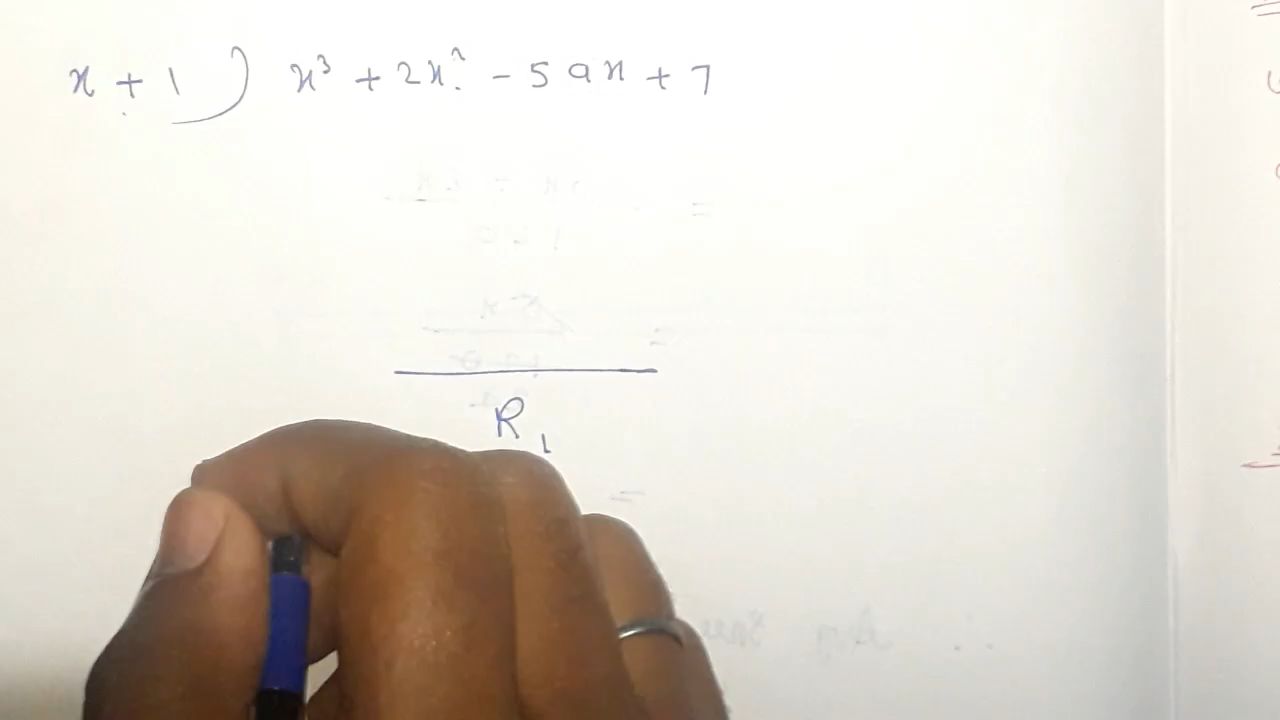 x + 1 ) x³ + 2x² - 5ax + 7
R₁